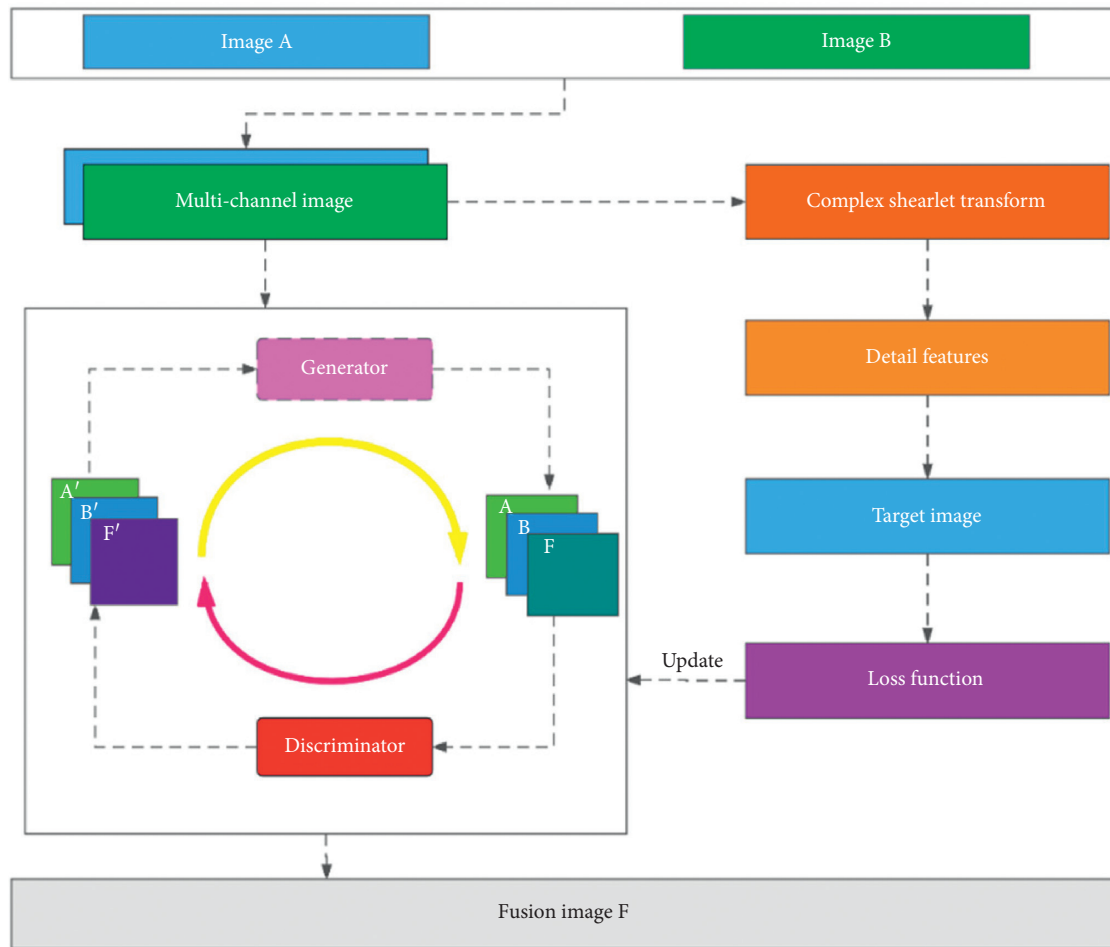 Image A
Image B
Multi-channel image
Complex shearlet transform
Generator
Detail features
A′
B′
F′
A
B
F
Target image
Update
Loss function
Discriminator
Fusion image F